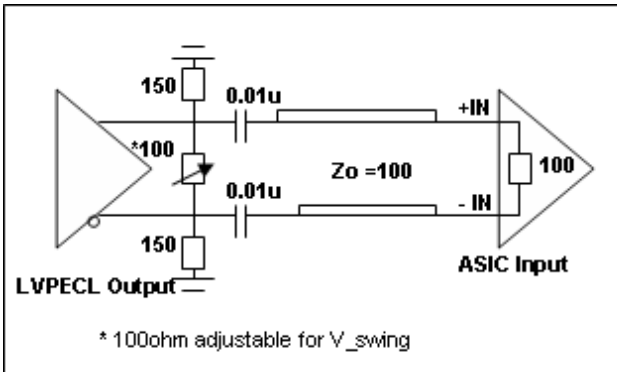 150
0.01u
+IN
*100
100
Zo =100
0.01u
- IN
150
ASIC Input
LVPECL Output
* 100ohm adjustable for V_swing